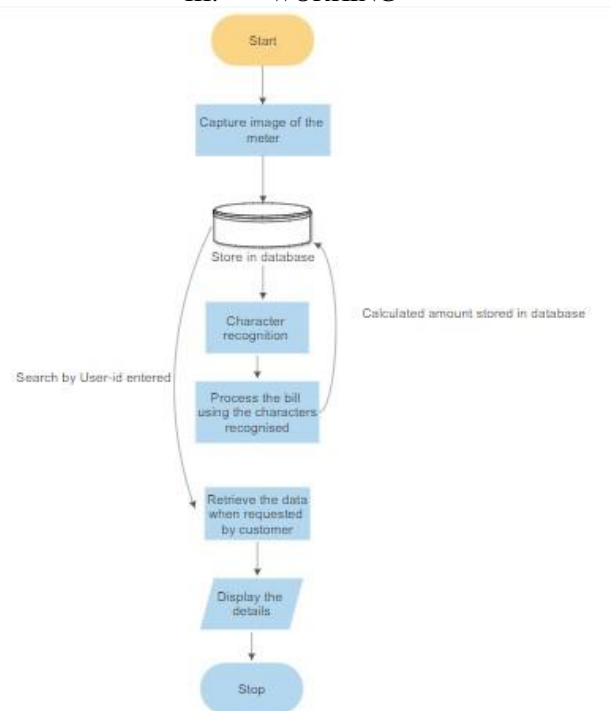 III. WORKING
Start
Capture image of the
meter
Store in database
Calculated amount stored in database
Character
recognition
Search by User-id entered
Process the bill
using the characters
recognised
Retrieve the data
when requested
by customer
Display the
details
Stop